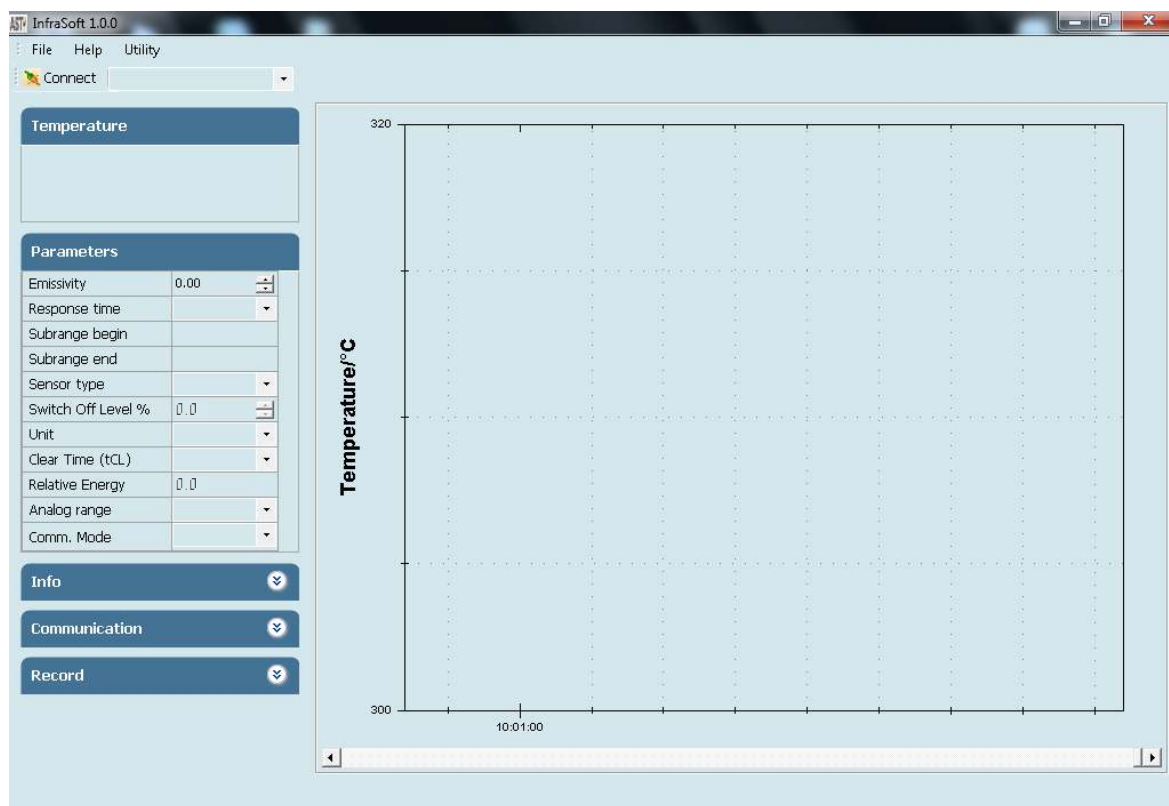 AST InfraSoft 1.0.0
File Help Utility
Connect
Temperature
Parameters
Emissivity 0.00
Response time
Subrange begin
Subrange end
Sensor type
Switch Off Level % 0.0
Unit
Clear Time (tCL)
Relative Energy 0.0
Analog range
Comm. Mode
Info
Communication
Record
320
Temperature/°C
300
10:01:00